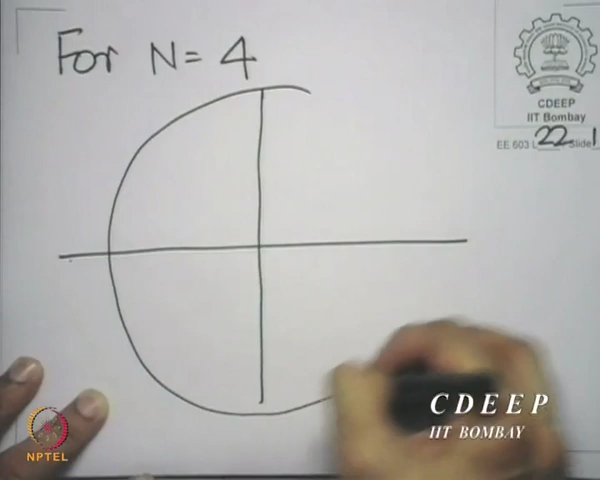 For N = 4
CDEEP
IIT Bombay
EE 603 L 22 Slide 1
CDEEP
IIT BOMBAY
NPTEL